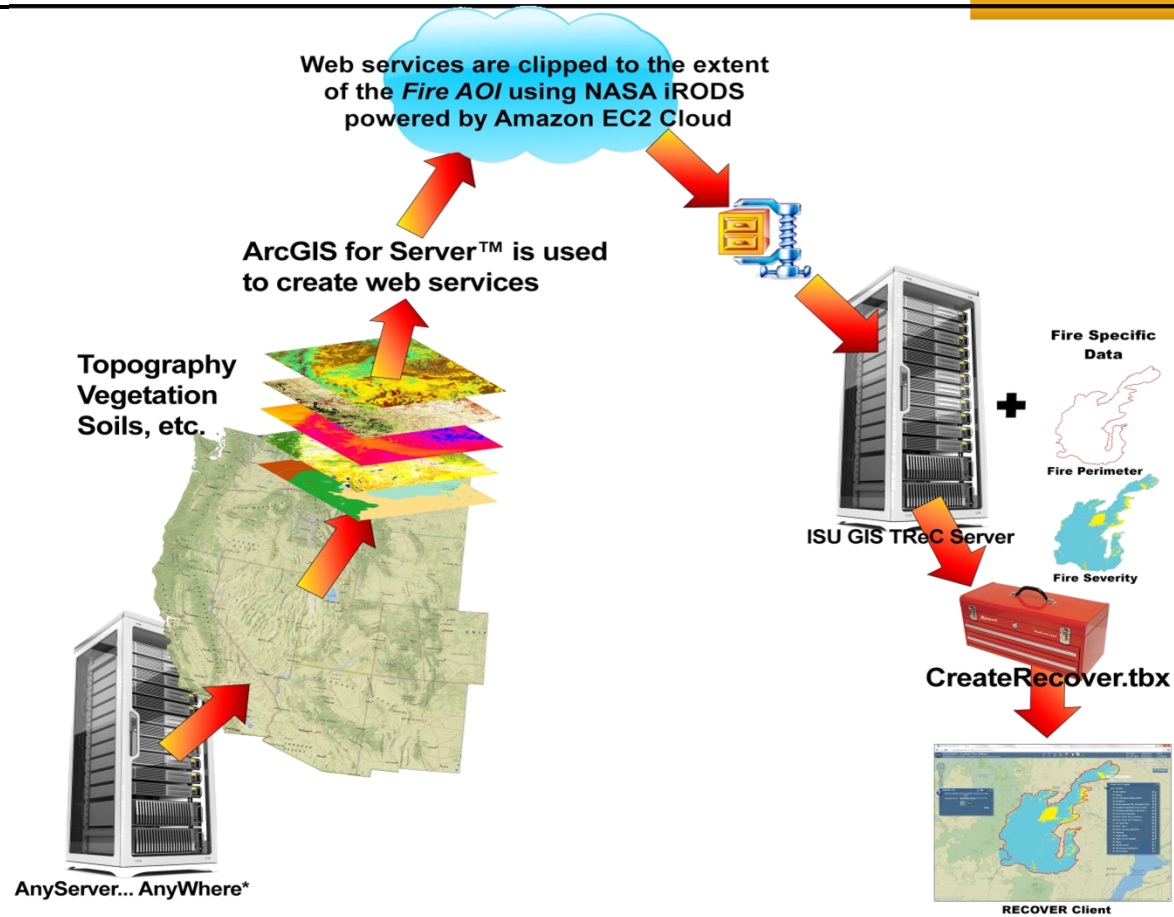 Web services are clipped to the extent
of the Fire AOI using NASA iRODS
powered by Amazon EC2 Cloud
ArcGIS for Server™ is used
to create web services
Topography
Vegetation
Soils, etc.
Fire Specific
Data
Fire Perimeter
ISU GIS TReC Server
Fire Severity
CreateRecover.tbx
AnyServer... AnyWhere*
RECOVER Client